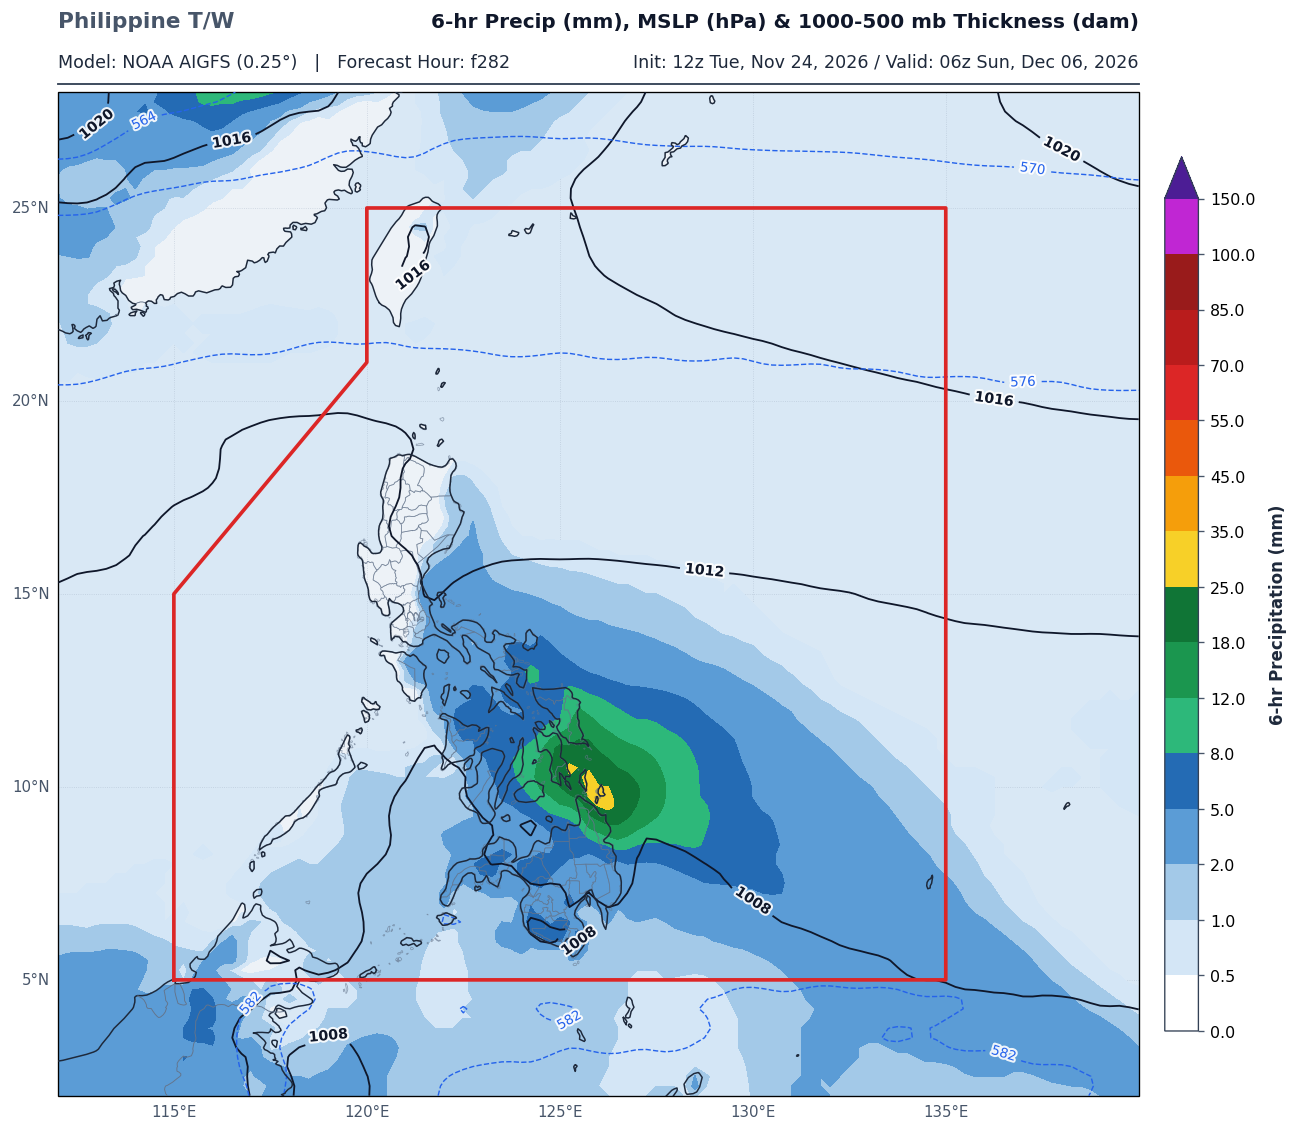 Philippine T/W
6-hr Precip (mm), MSLP (hPa) & 1000-500 mb Thickness (dam)
Model: NOAA AIGFS (0.25°) | Forecast Hour: f282
Init: 12z Tue, Nov 24, 2026 / Valid: 06z Sun, Dec 06, 2026
1020
564
1016
1020
570
25°N
1016
576
1016
20°N
1012
15°N
10°N
1008
1008
5°N
582
582
1008
582
115°E
120°E
125°E
130°E
135°E
150.0
100.0
85.0
70.0
55.0
45.0
35.0
25.0
18.0
12.0
8.0
5.0
2.0
1.0
0.5
0.0
6-hr Precipitation (mm)